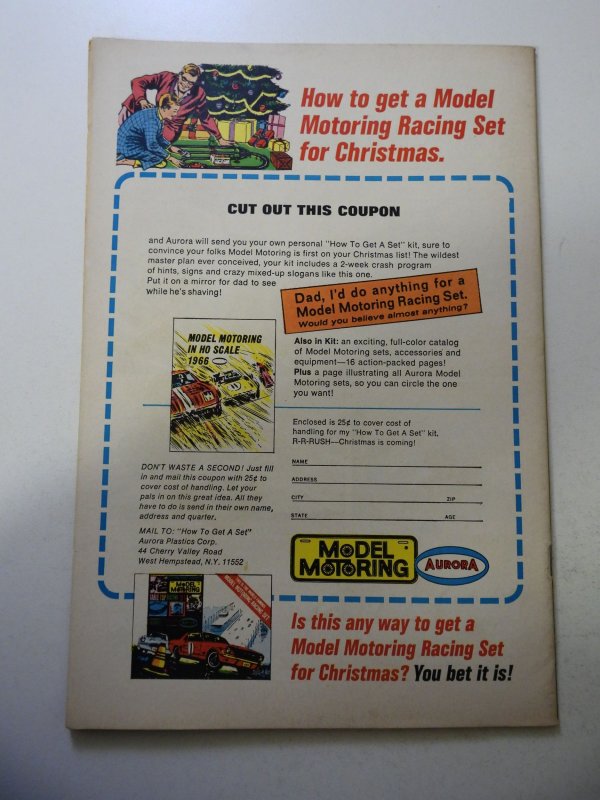 How to get a Model
Motoring Racing Set
for Christmas.
CUT OUT THIS COUPON
and Aurora will send you your own personal "How To Get A Set" kit, sure to
convince your folks Model Motoring is first on your Christmas list! The wildest
master plan ever conceived, your kit includes a 2-week crash program
of hints, signs and crazy mixed-up slogans like this one.
Put it on a mirror for dad to see
while he's shaving!
Dad, I'd do anything for a
Model Motoring Racing Set.
Would you believe almost anything?
MODEL MOTORING
IN HO SCALE
1966
Also in Kit: an exciting, full-color catalog
of Model Motoring sets, accessories and
equipment—16 action-packed pages!
Plus a page illustrating all Aurora Model
Motoring sets, so you can circle the one
you want!
Enclosed is 25¢ to cover cost of
handling for my "How To Get A Set" kit.
R-R-RUSH—Christmas is coming!
NAME
ADDRESS
CITY ZIP
STATE AGE
DON'T WASTE A SECOND! Just fill
in and mail this coupon with 25¢ to
cover cost of handling. Let your
pals in on this great idea. All they
have to do is send in their own name,
address and quarter.
MAIL TO: "How To Get A Set"
Aurora Plastics Corp.
44 Cherry Valley Road
West Hempstead, N.Y. 11552
MODEL
MOTORING
AURORA
MODEL
MOTORING
MODEL MOTORING RACING SET
Is this any way to get a
Model Motoring Racing Set
for Christmas? You bet it is!